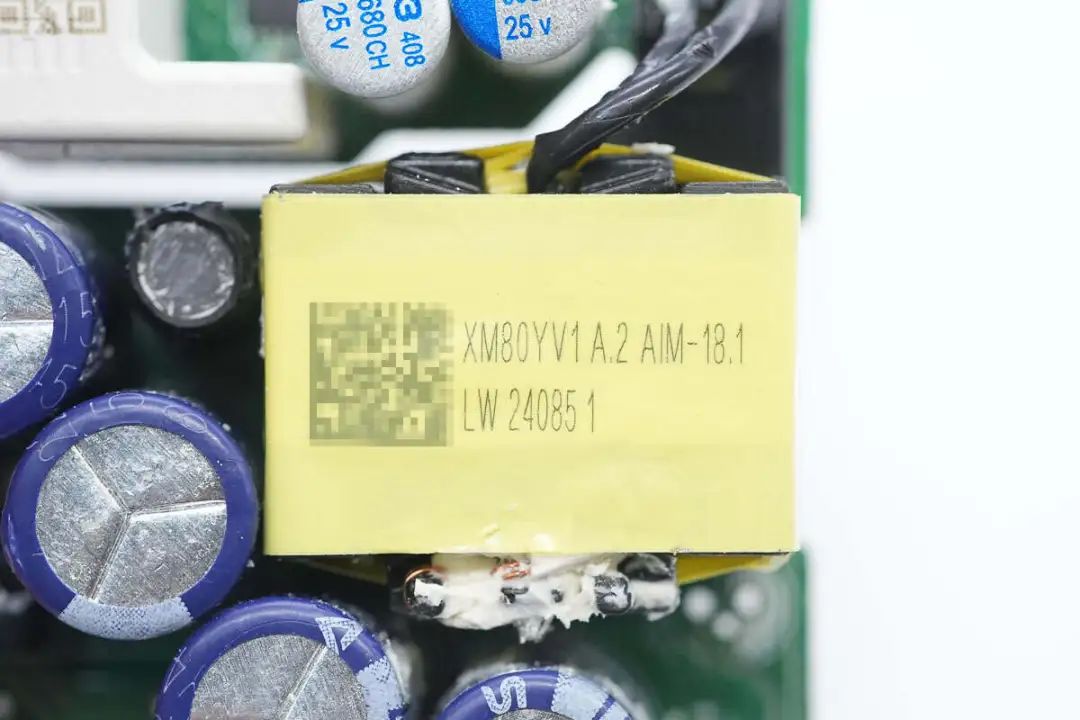 408
680CH
25 v
25 v
XM80YV1 A.2 AIM-18.1
LW 24085 1